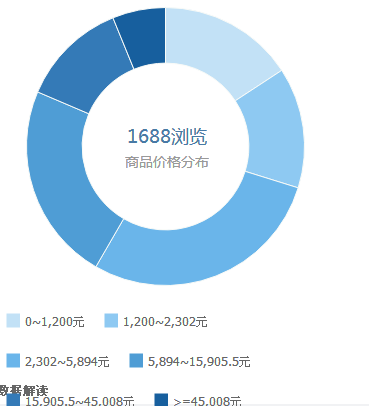 1688浏览
商品价格分布
0~1,200元 1,200~2,302元
2,302~5,894元 5,894~15,905.5元
数据解读
15,905.5~45,008元 >=45,008元